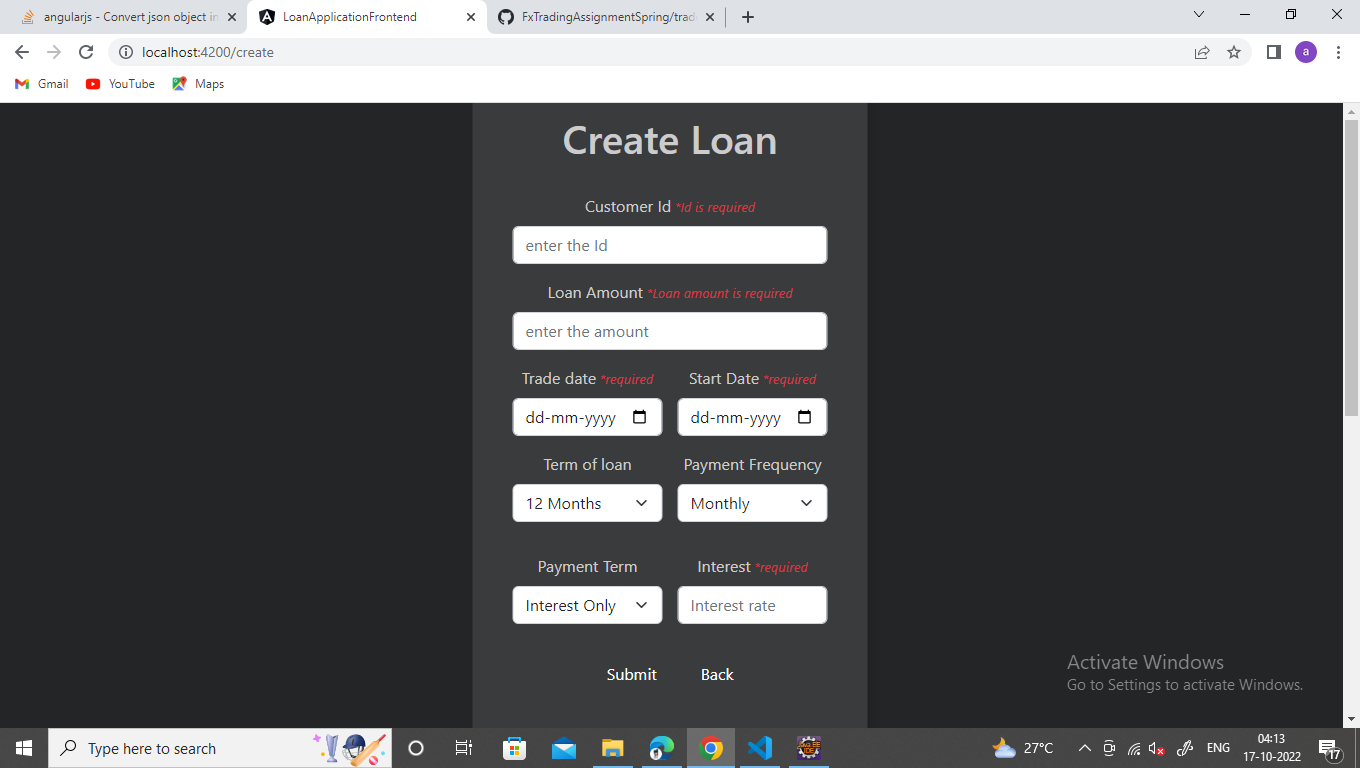 angularjs - Convert json object in
LoanApplicationFrontend
FxTradingAssignmentSpring/trad
localhost:4200/create
a
Gmail
YouTube
Maps
Create Loan
Customer Id *Id is required
enter the Id
Loan Amount *Loan amount is required
enter the amount
Trade date *required
Start Date *required
dd-mm-yyyy
dd-mm-yyyy
Term of loan
Payment Frequency
12 Months
Monthly
Payment Term
Interest *required
Interest Only
Interest rate
Submit
Back
Activate Windows
Go to Settings to activate Windows.
Type here to search
Java EE
IDE
27°C
ENG
04:13
17-10-2022
17